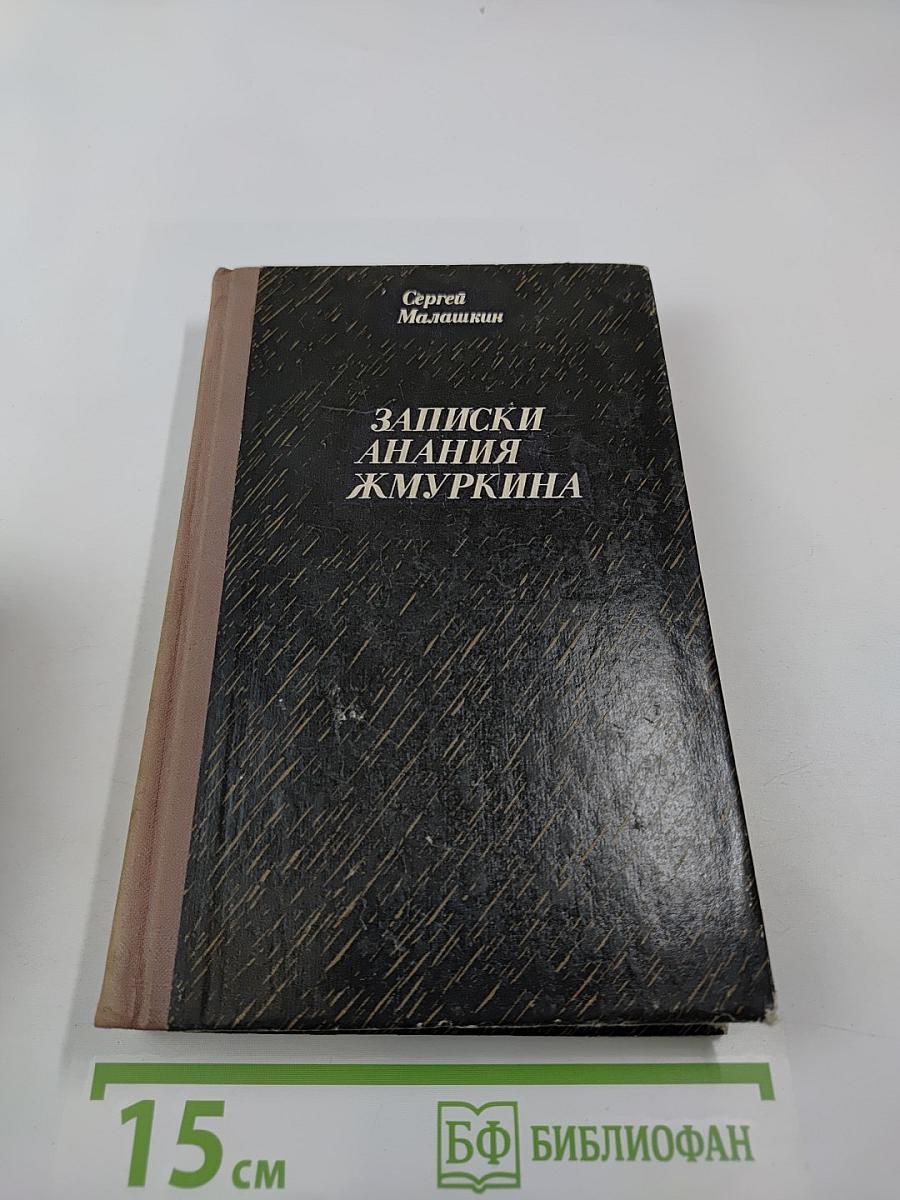 Сергей
Малашкин
ЗАПИСКИ
АНАНИЯ
ЖМУРКИНА
15 см
БФ БИБЛИОФАН